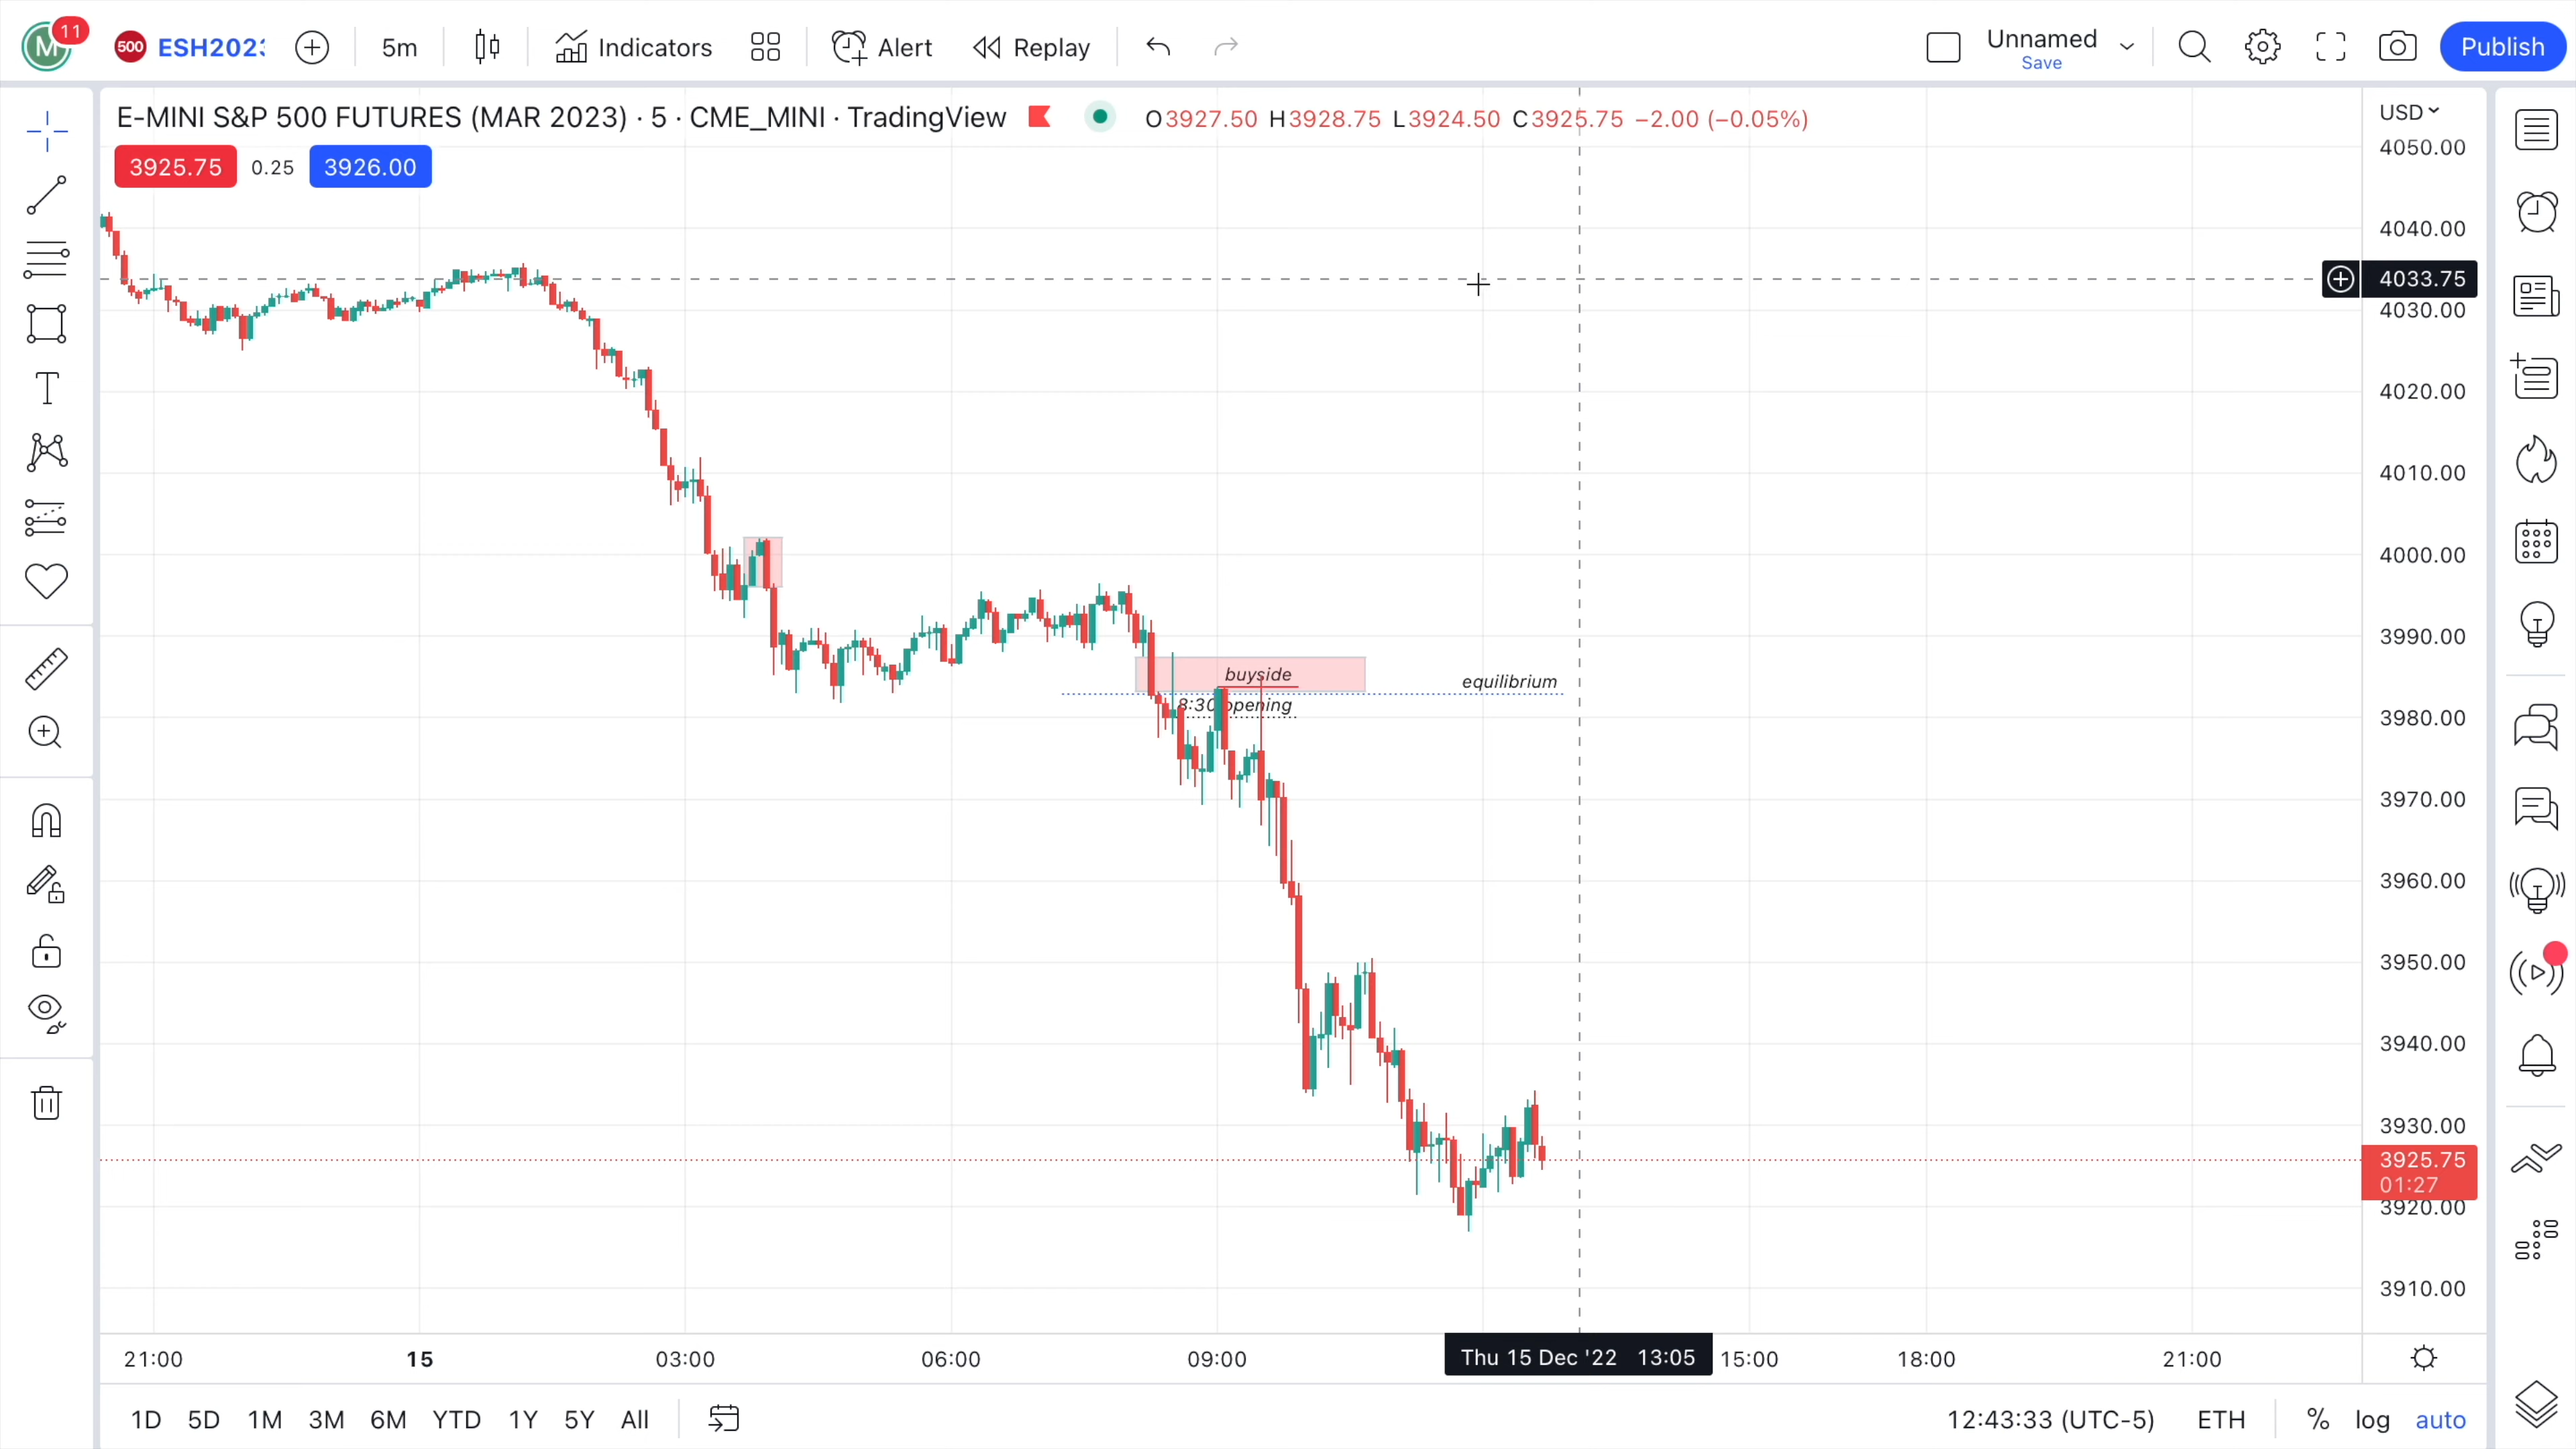 M 11 500 ESH2023 5m Indicators Alert Replay Unnamed Save Publish
E-MINI S&P 500 FUTURES (MAR 2023) · 5 · CME_MINI · TradingView O3927.50 H3928.75 L3924.50 C3925.75 −2.00 (−0.05%)
3925.75 0.25 3926.00
USD
4050.00
4040.00
4033.75
4030.00
4020.00
4010.00
4000.00
3990.00
buyside
equilibrium
8:30 opening
3980.00
3970.00
3960.00
3950.00
3940.00
3930.00
3925.75
01:27
3920.00
3910.00
21:00 15 03:00 06:00 09:00 Thu 15 Dec '22 13:05 15:00 18:00 21:00
1D 5D 1M 3M 6M YTD 1Y 5Y All 12:43:33 (UTC-5) ETH % log auto